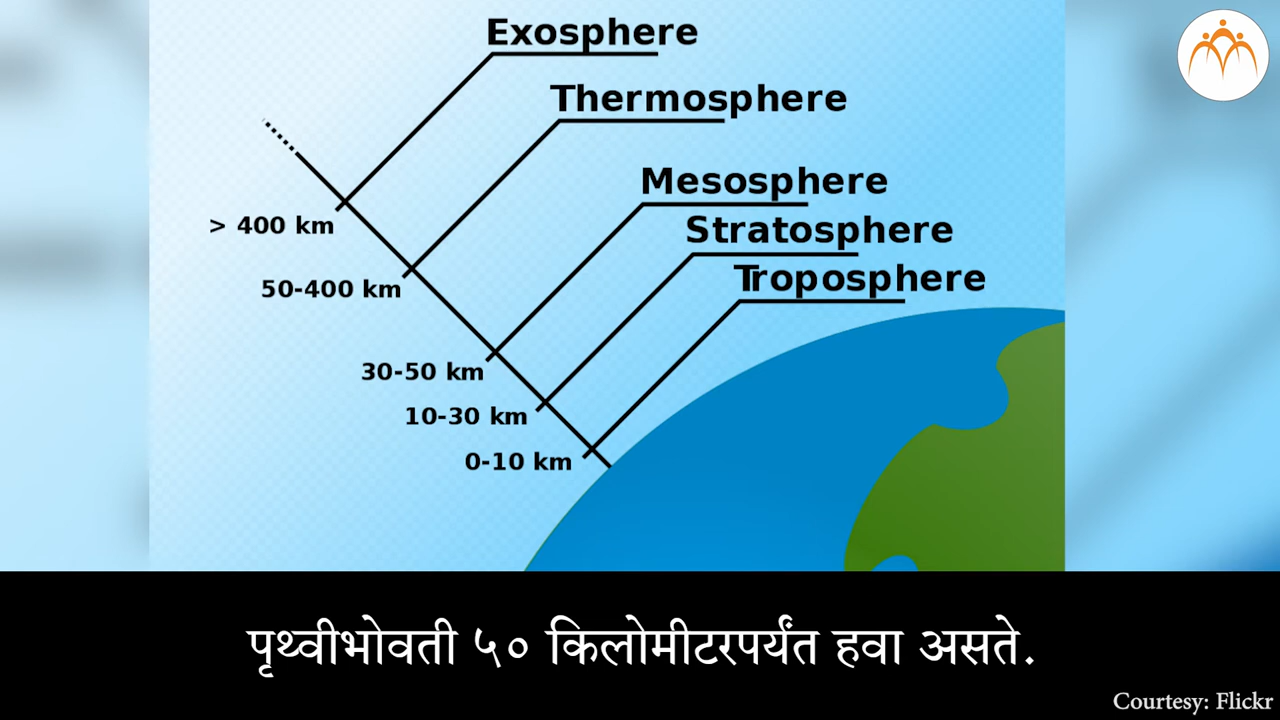 Exosphere
Thermosphere
Mesosphere
Stratosphere
Troposphere
> 400 km
50-400 km
30-50 km
10-30 km
0-10 km
पृथ्वीभोवती ५० किलोमीटरपर्यंत हवा असते.
Courtesy: Flickr